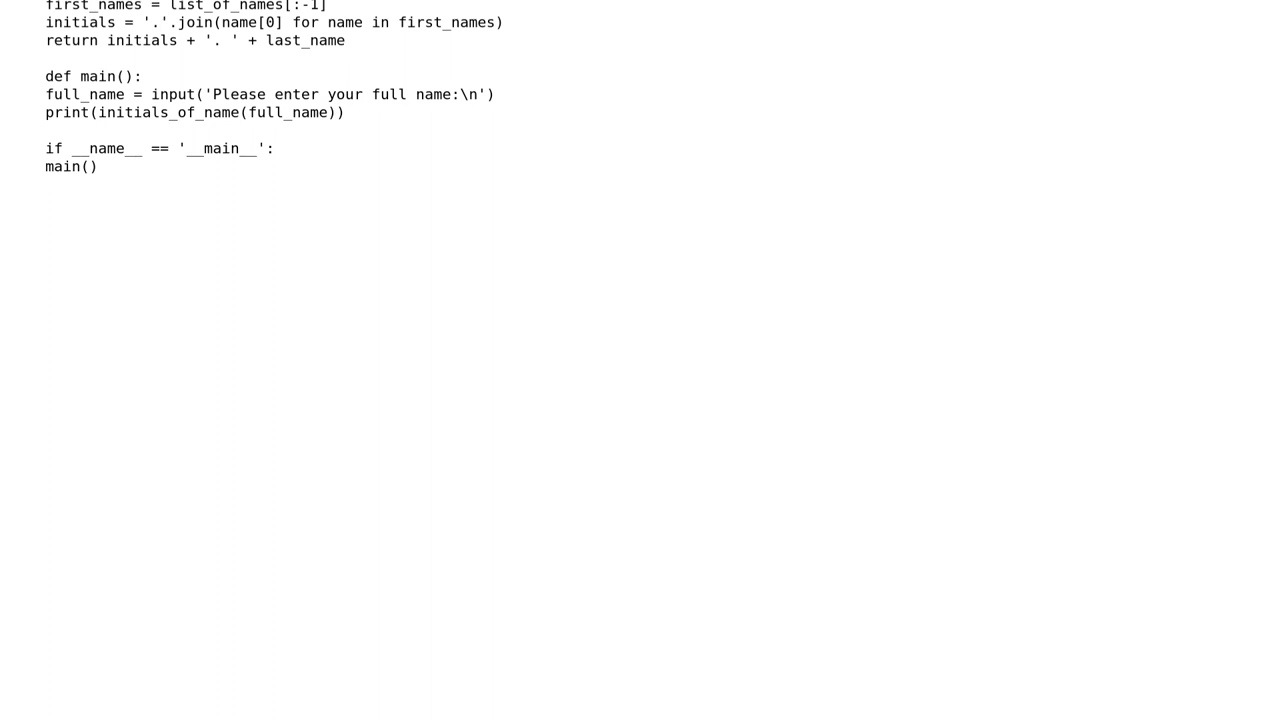 first_names = list_of_names[:-1]
initials = '.'.join(name[0] for name in first_names)
return initials + '. ' + last_name
def main():
full_name = input('Please enter your full name:\n')
print(initials_of_name(full_name))
if __name__ == '__main__':
main()